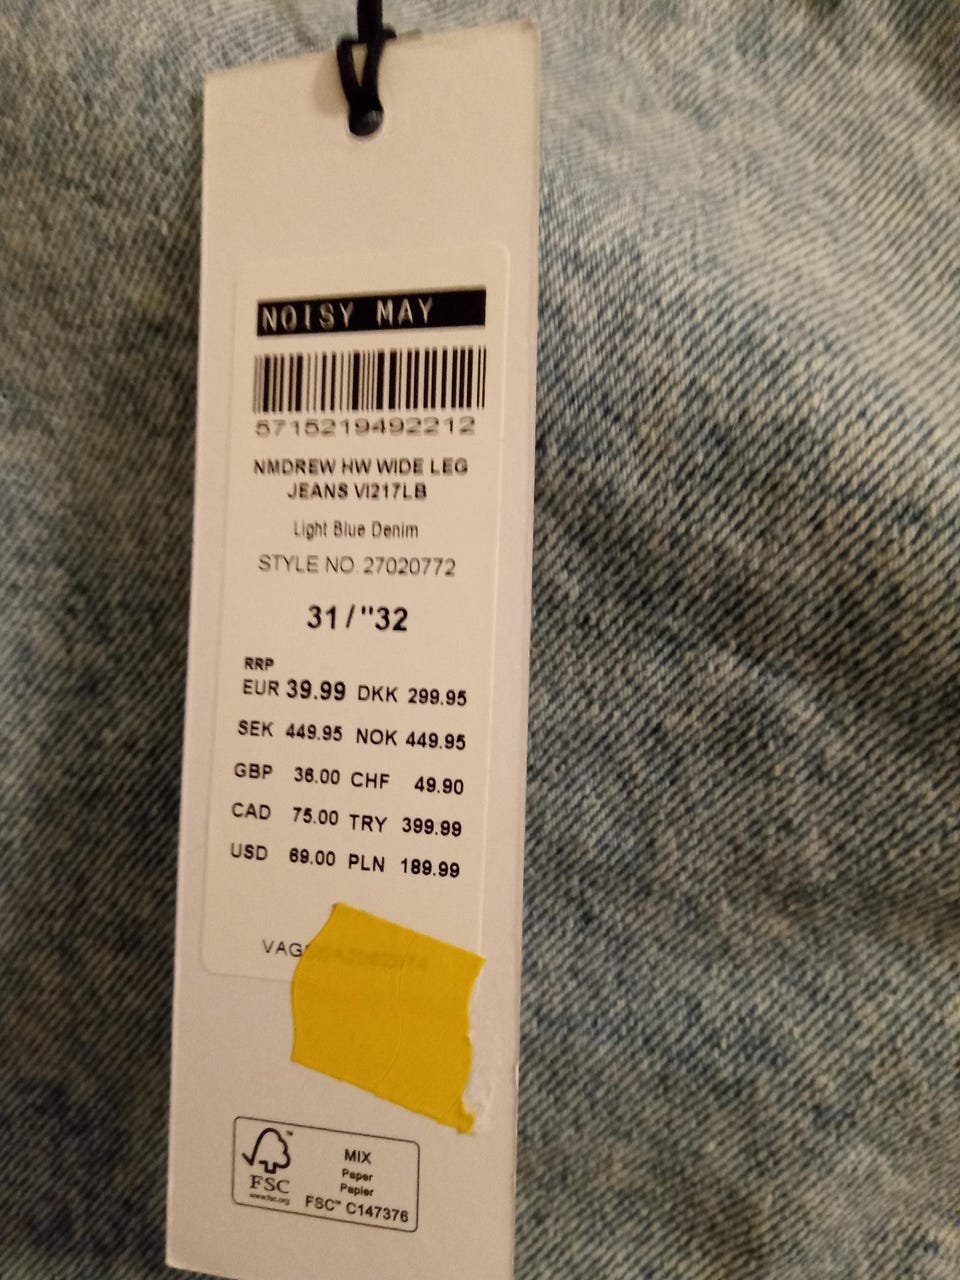 NOISY MAY
5715219492212
NMDREW HW WIDE LEG
JEANS VI217LB
Light Blue Denim
STYLE NO. 27020772
31/"32
RRP
EUR 39.99 DKK 299.95
SEK 449.95 NOK 449.95
GBP 36.00 CHF 49.90
CAD 75.00 TRY 399.99
USD 69.00 PLN 189.99
FSC™
www.fsc.org
MIX
Paper
Papier
FSC™ C147376